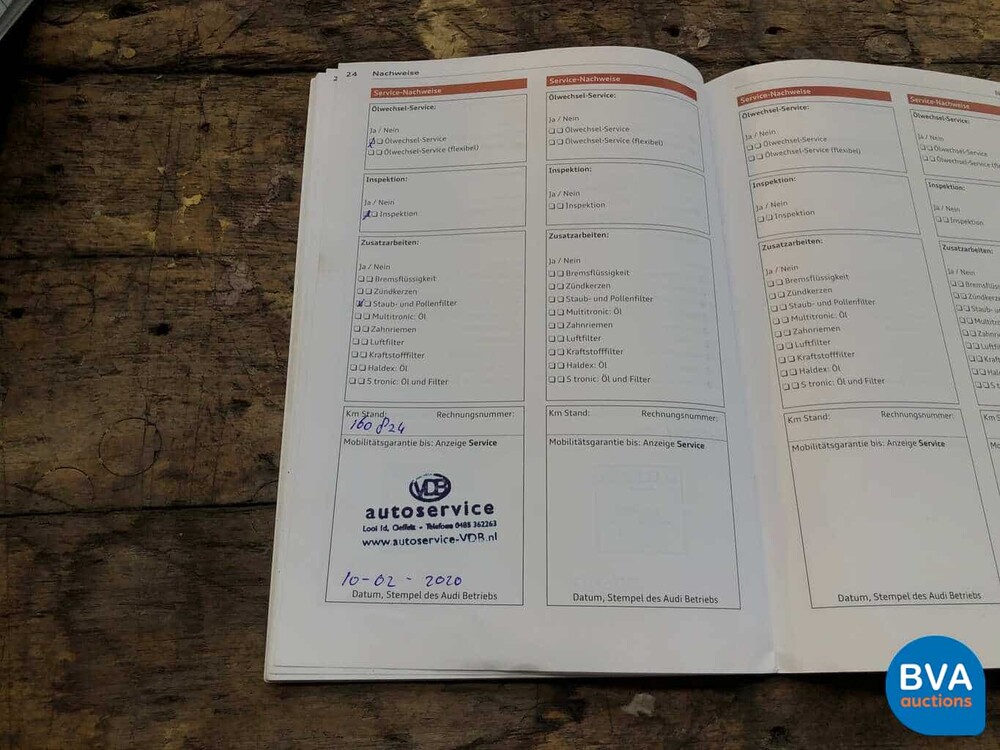 2 24 Nachweise
Service-Nachweise
Ölwechsel-Service:
Ja / Nein
Ölwechsel-Service
Ölwechsel-Service (flexibel)
Inspektion:
Ja / Nein
Inspektion
Zusatzarbeiten:
Ja / Nein
Bremsflüssigkeit
Zündkerzen
Staub- und Pollenfilter
Multitronic: Öl
Zahnriemen
Luftfilter
Kraftstofffilter
Haldex: Öl
S tronic: Öl und Filter
Km Stand: Rechnungsnummer:
160 824
Mobilitätsgarantie bis: Anzeige Service
VDB
autoservice
Looi 1d, Oeffelt - Telefoon 0485 362263
www.autoservice-VDB.nl
10-02-2020
Datum, Stempel des Audi Betriebs
Service-Nachweise
Ölwechsel-Service:
Ja / Nein
Ölwechsel-Service
Ölwechsel-Service (flexibel)
Inspektion:
Ja / Nein
Inspektion
Zusatzarbeiten:
Ja / Nein
Bremsflüssigkeit
Zündkerzen
Staub- und Pollenfilter
Multitronic: Öl
Zahnriemen
Luftfilter
Kraftstofffilter
Haldex: Öl
S tronic: Öl und Filter
Km Stand: Rechnungsnummer:
Mobilitätsgarantie bis: Anzeige Service
Datum, Stempel des Audi Betriebs
Service-Nachweise
Ölwechsel-Service:
Ja / Nein
Ölwechsel-Service
Ölwechsel-Service (flexibel)
Inspektion:
Ja / Nein
Inspektion
Zusatzarbeiten:
Ja / Nein
Bremsflüssigkeit
Zündkerzen
Staub- und Pollenfilter
Multitronic: Öl
Zahnriemen
Luftfilter
Kraftstofffilter
Haldex: Öl
S tronic: Öl und Filter
Km Stand: Rechnungsnummer:
Mobilitätsgarantie bis: Anzeige Service
Datum, Stempel des Audi Betriebs
Service-Nachweise
Ölwechsel-Service:
Ja / Nein
Ölwechsel-Service
Ölwechsel-Service
Inspektion:
Ja / Nein
Inspektion
Zusatzarbeiten:
Ja / Nein
BVA
auctions